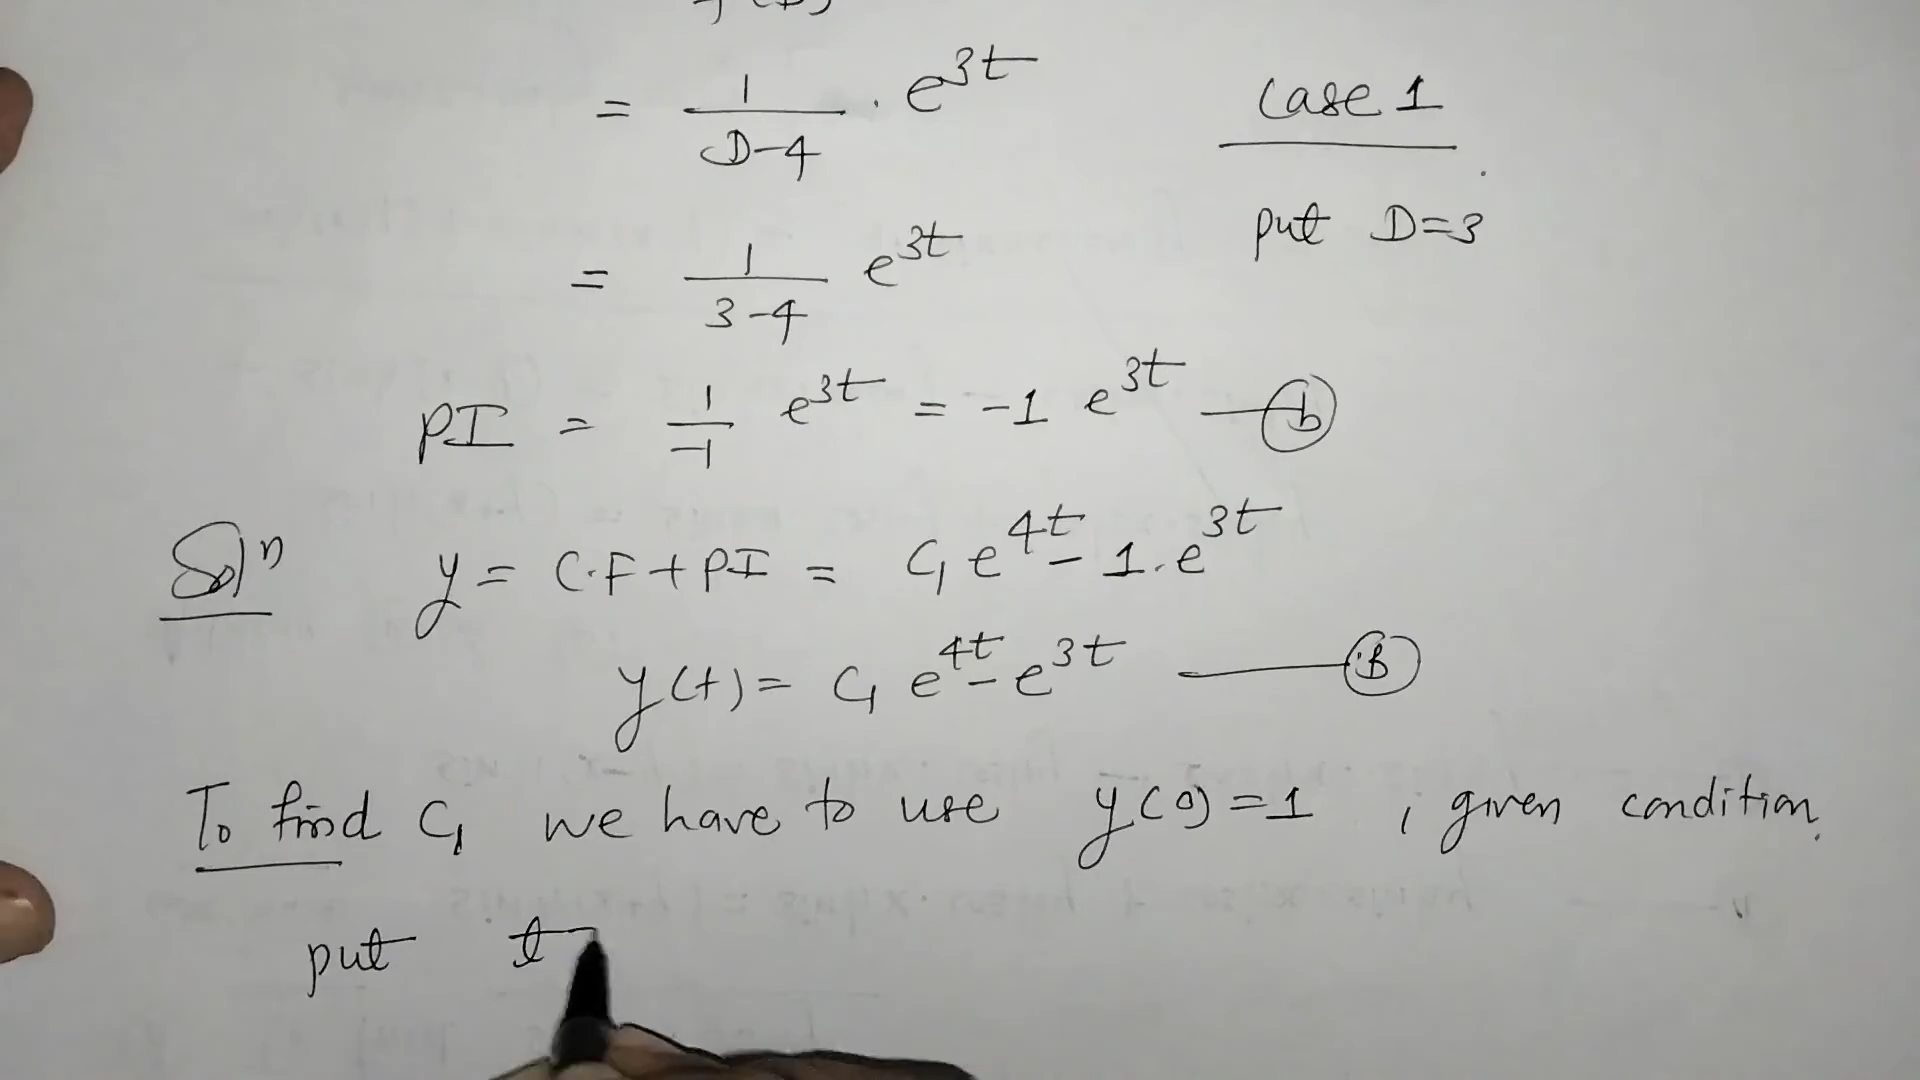 = 1/(D-4) . e^{3t} case 1
put D=3
= 1/(3-4) e^{3t}
PI = 1/-1 e^{3t} = -1 e^{3t} — (b)
Sol^n y = C.F + PI = C₁ e^{4t} - 1. e^{3t}
y(t) = C₁ e^{4t} - e^{3t} — (B)
To find C₁ we have to use y(0) = 1 , given condition.
put t